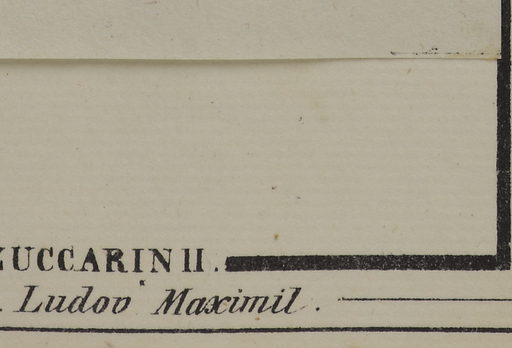 ZUCCARINII.
. Ludov. Maximil.